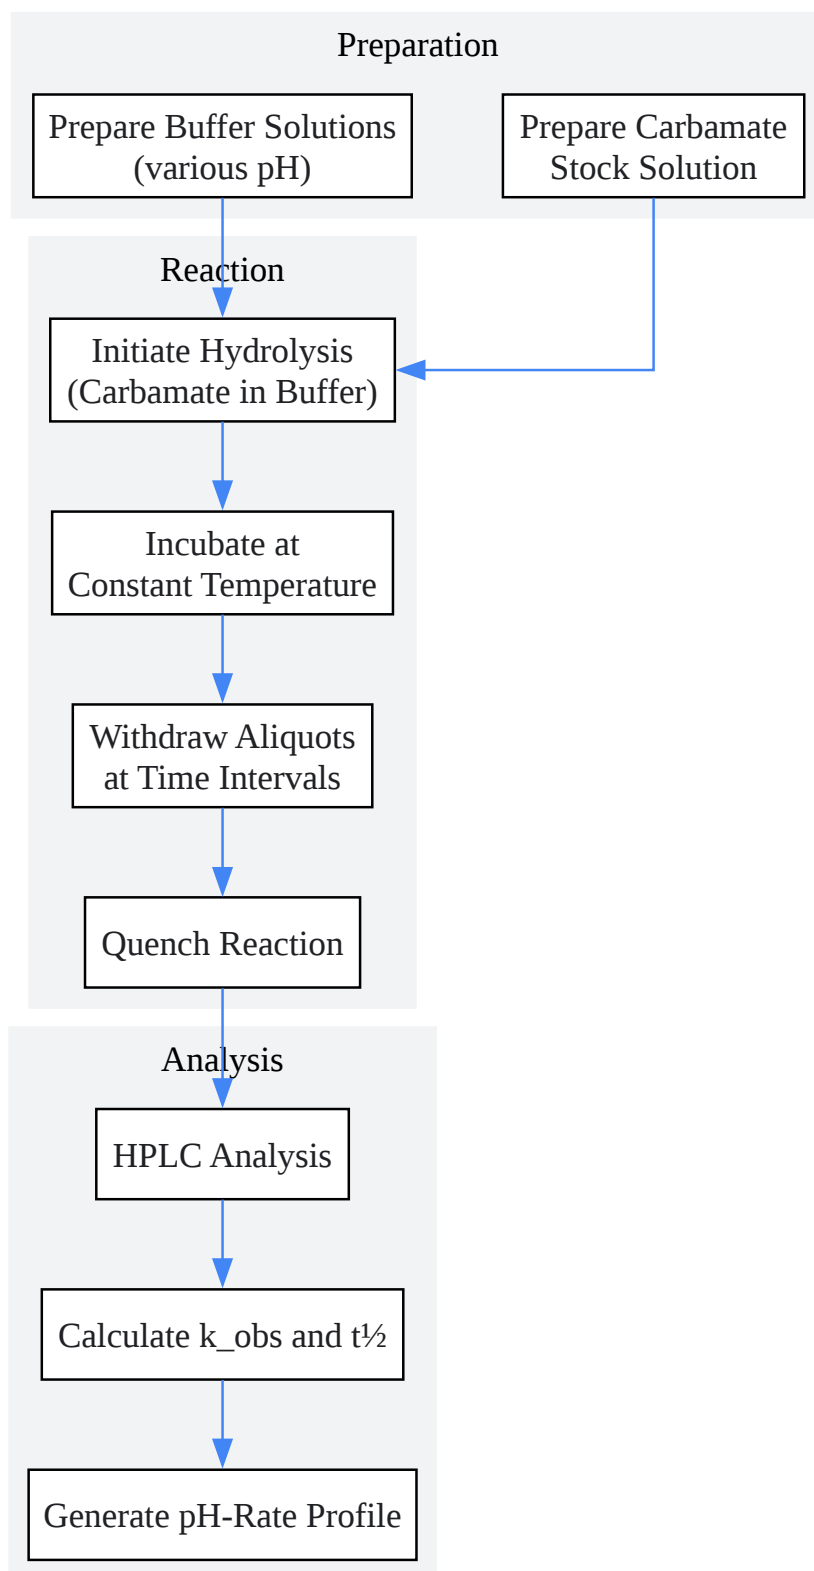 Preparation
Prepare Buffer Solutions
(various pH)
Prepare Carbamate
Stock Solution
Reaction
Initiate Hydrolysis
(Carbamate in Buffer)
Incubate at
Constant Temperature
Withdraw Aliquots
at Time Intervals
Quench Reaction
Analysis
HPLC Analysis
Calculate k_obs and t½
Generate pH-Rate Profile